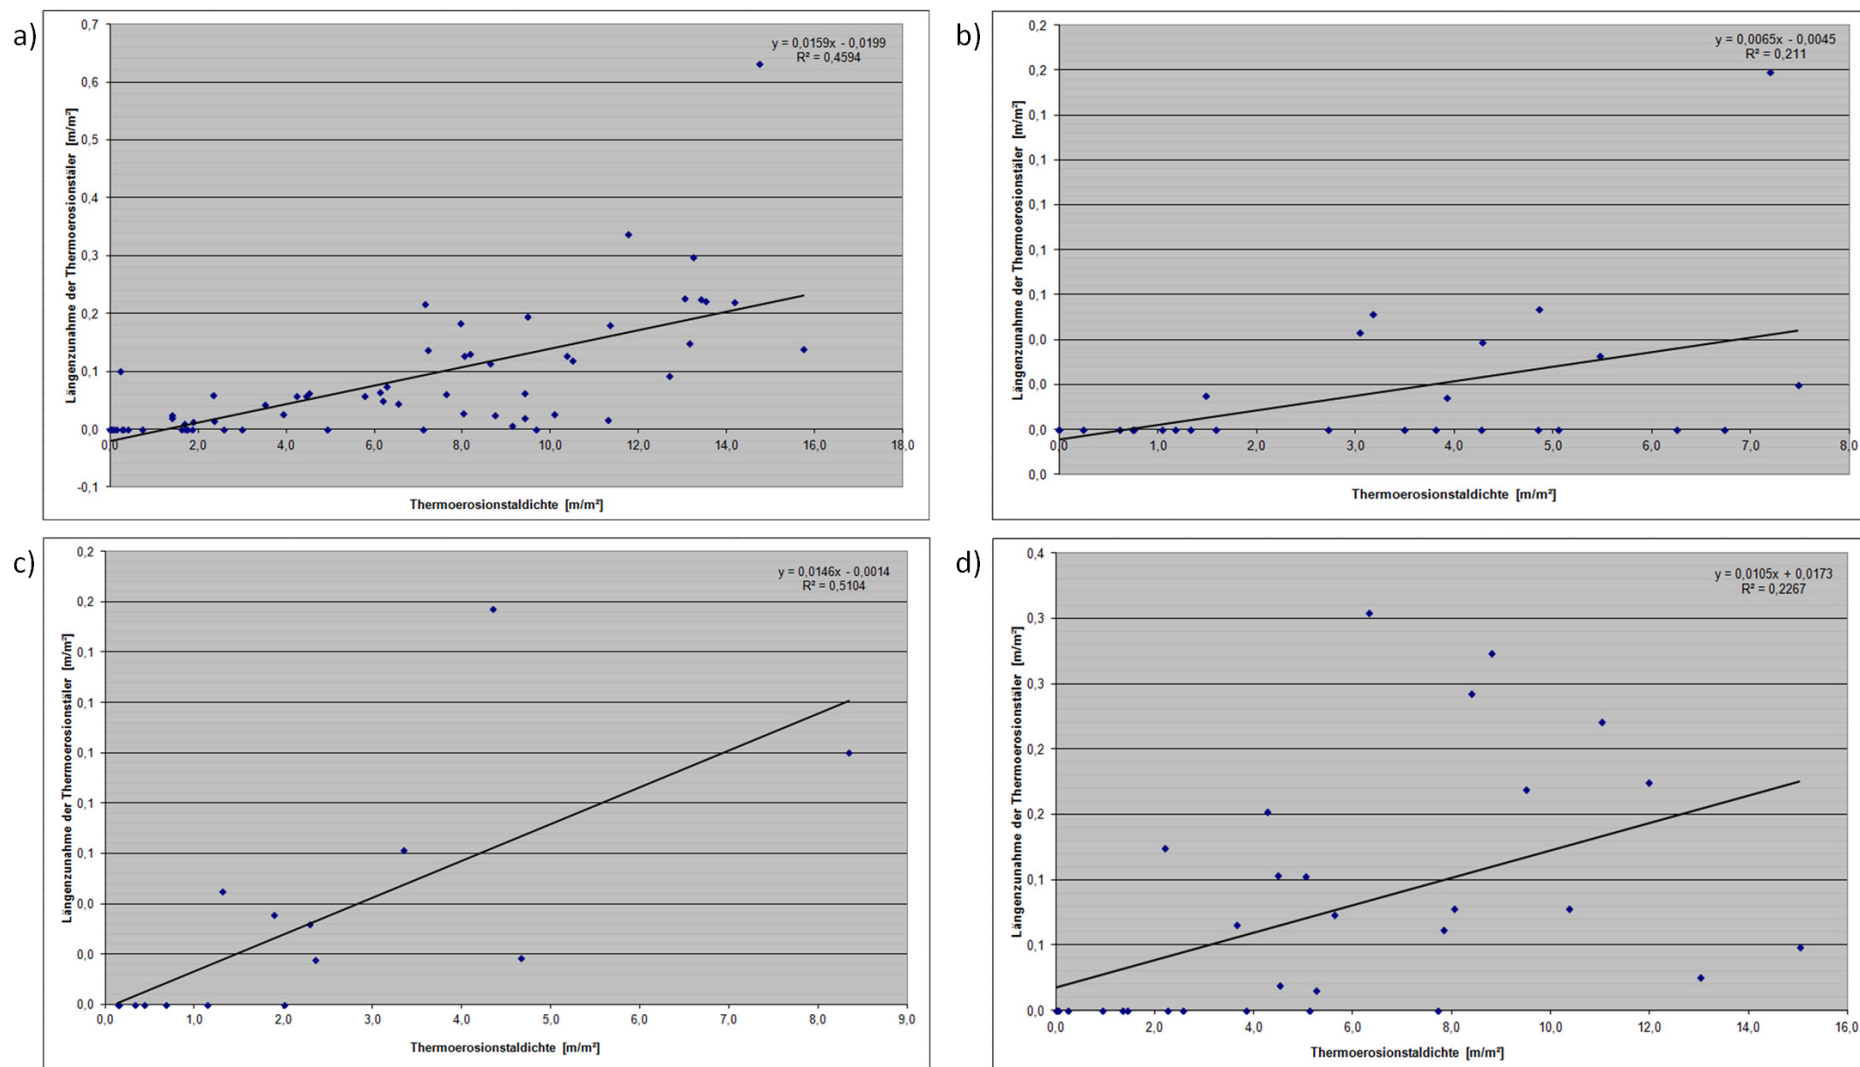 a)
0,7
0,6
0,5
0,4
0,3
0,2
0,1
0,0
-0,1
Längenzunahme der Thermoerosionstäler [m/m²]
y = 0,0159x - 0,0199
R² = 0,4594
0,0 2,0 4,0 6,0 8,0 10,0 12,0 14,0 16,0 18,0
Thermoerosionstaldichte [m/m²]
b)
0,2
0,2
0,1
0,1
0,1
0,1
0,1
0,0
0,0
0,0
0,0
Längenzunahme der Thermoerosionstäler [m/m²]
y = 0,0065x - 0,0045
R² = 0,211
0,0 1,0 2,0 3,0 4,0 5,0 6,0 7,0 8,0
Thermoerosionstaldichte [m/m²]
c)
0,2
0,2
0,1
0,1
0,1
0,1
0,1
0,0
0,0
0,0
Längenzunahme der Thermoerosionstäler [m/m²]
y = 0,0146x - 0,0014
R² = 0,5104
0,0 1,0 2,0 3,0 4,0 5,0 6,0 7,0 8,0 9,0
Thermoerosionstaldichte [m/m²]
d)
0,4
0,3
0,3
0,2
0,2
0,1
0,1
0,0
Längenzunahme der Thermoerosionstäler [m/m²]
y = 0,0105x + 0,0173
R² = 0,2267
0,0 2,0 4,0 6,0 8,0 10,0 12,0 14,0 16,0
Thermoerosionstaldichte [m/m²]